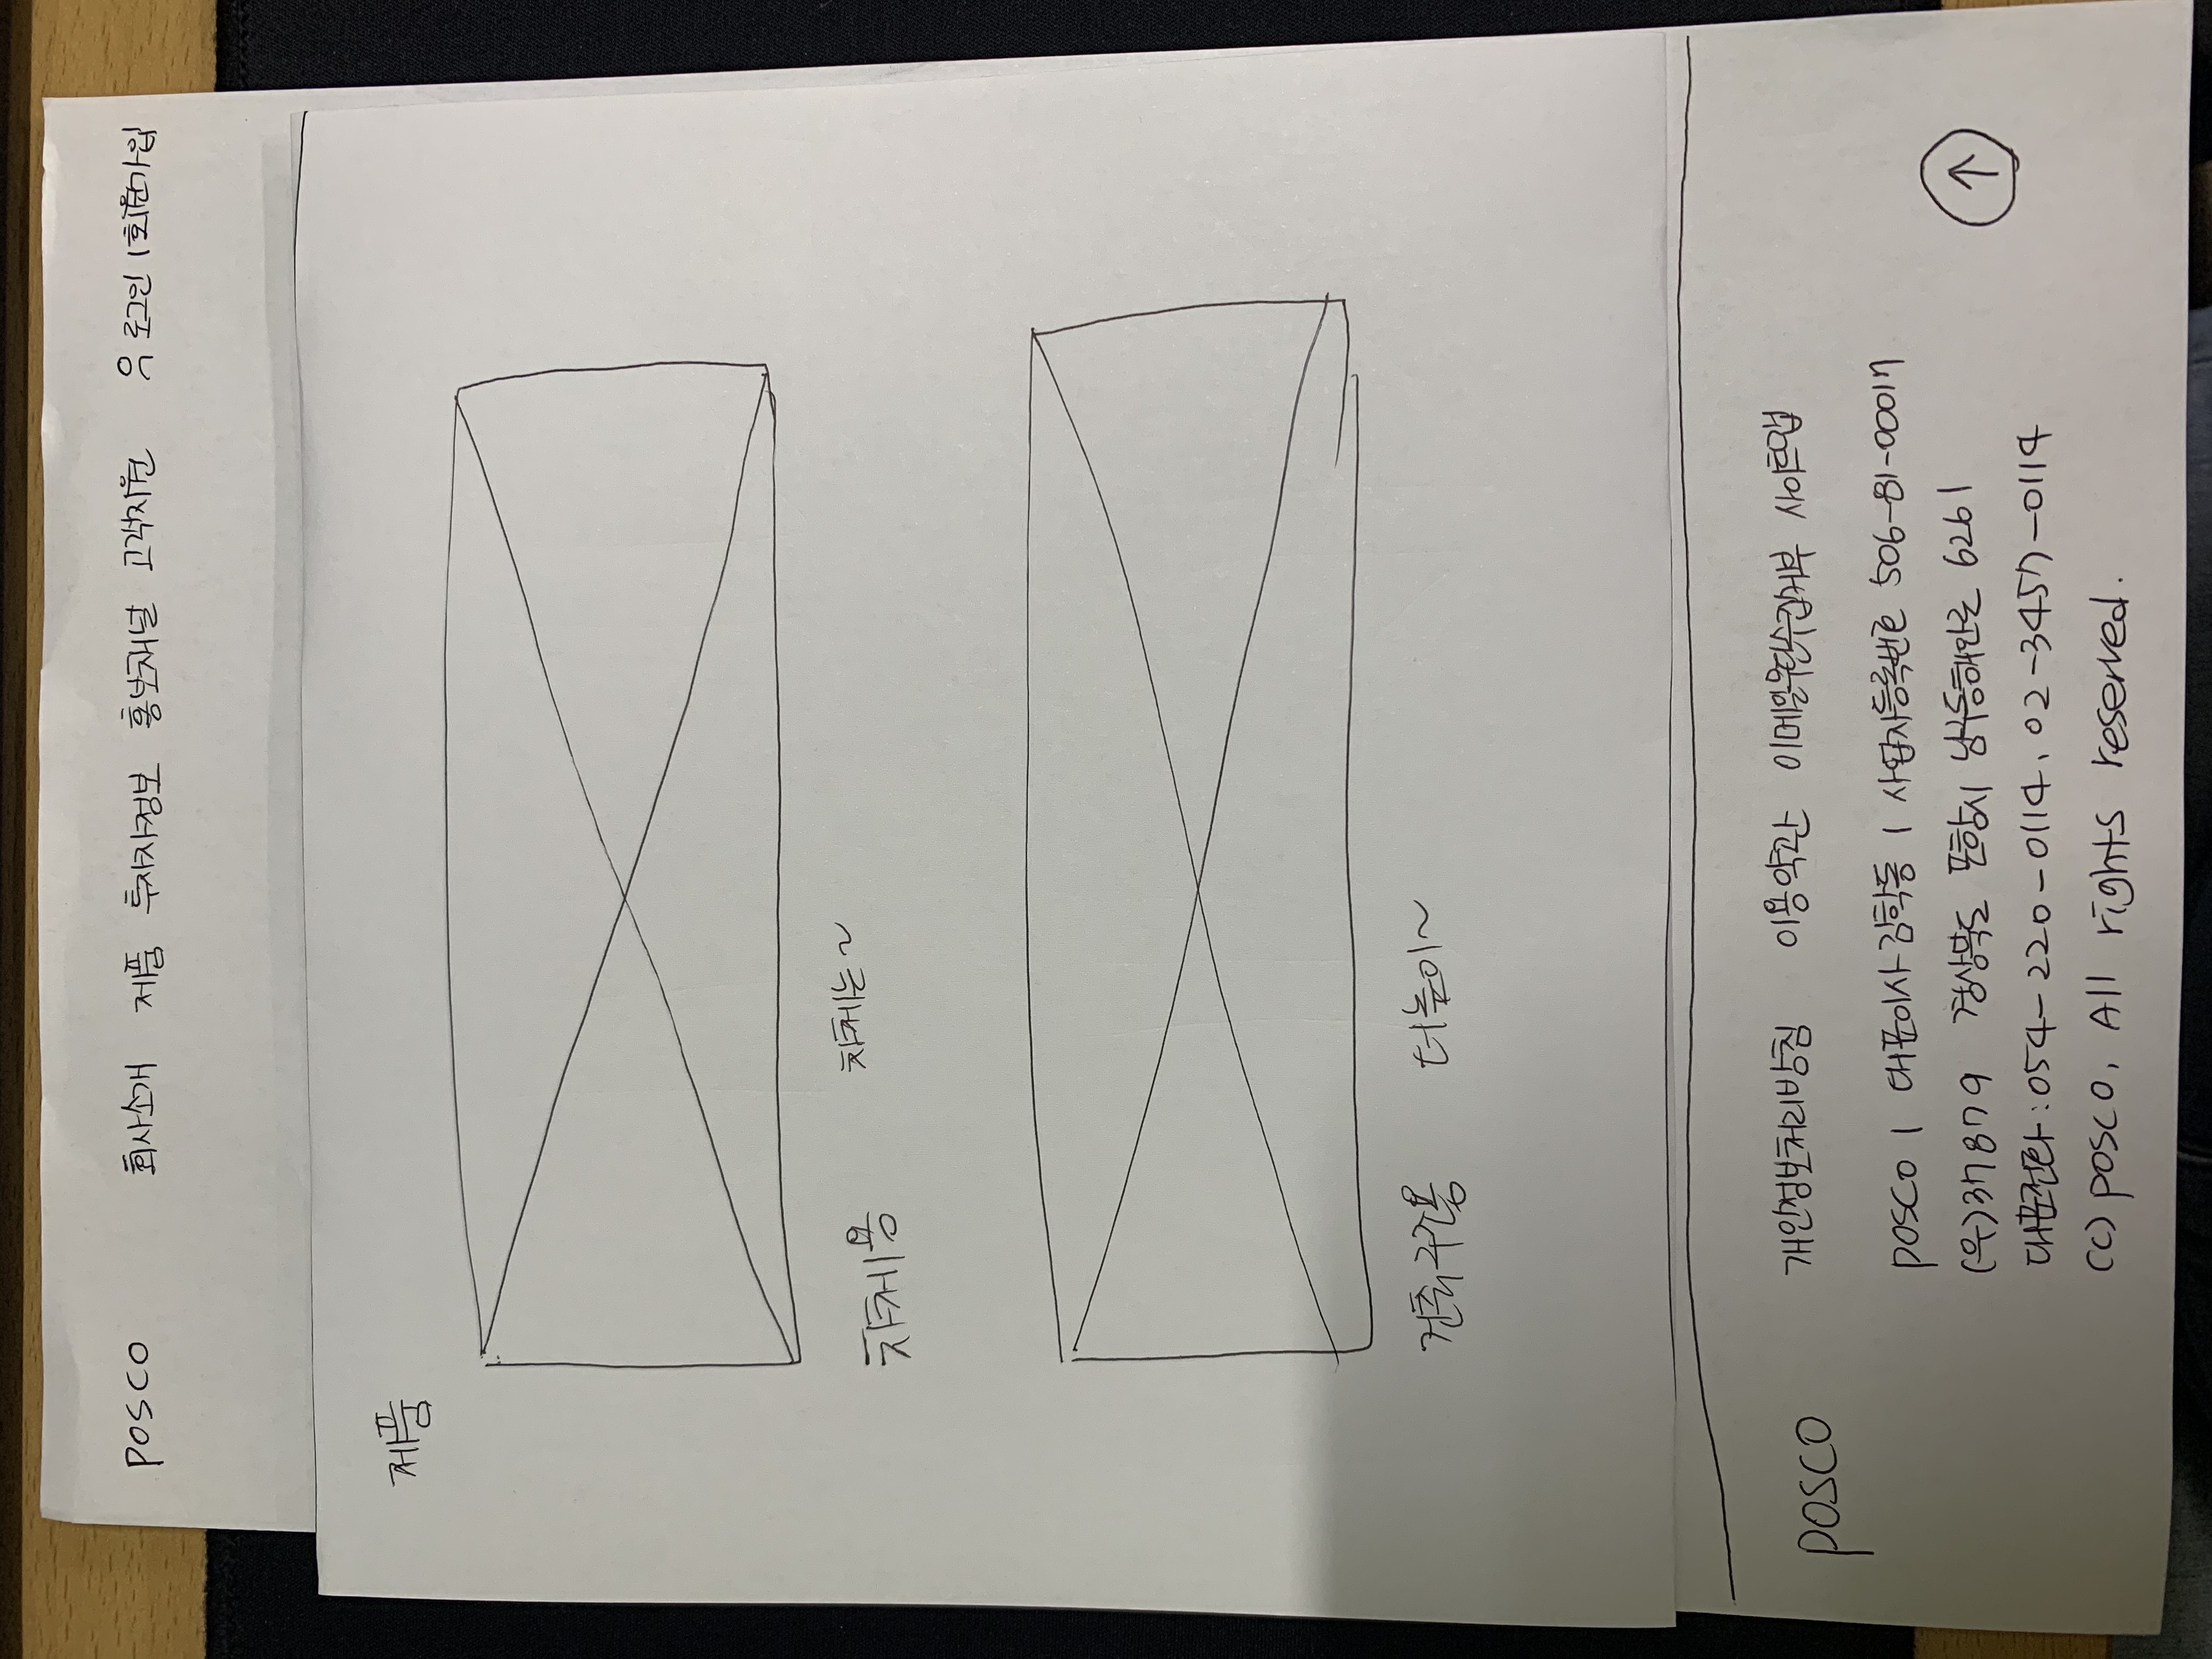 POSCO 회사소개 제품 투자자정보 홍보채널 고객지원 로그인 | 회원가입
제품
차체용 차체는~
건축구조용 더높이~
POSCO 개인정보처리방침 이용약관 이메일무단수집거부 사이트맵
POSCO | 대표이사 김학동 | 사업자등록번호 506-81-00017
(우)37879 경상북도 포항시 남구동해안로 6261
↑
대표전화 : 054-220-0114, 02-3457-0114
(C) POSCO, All rights reserved.